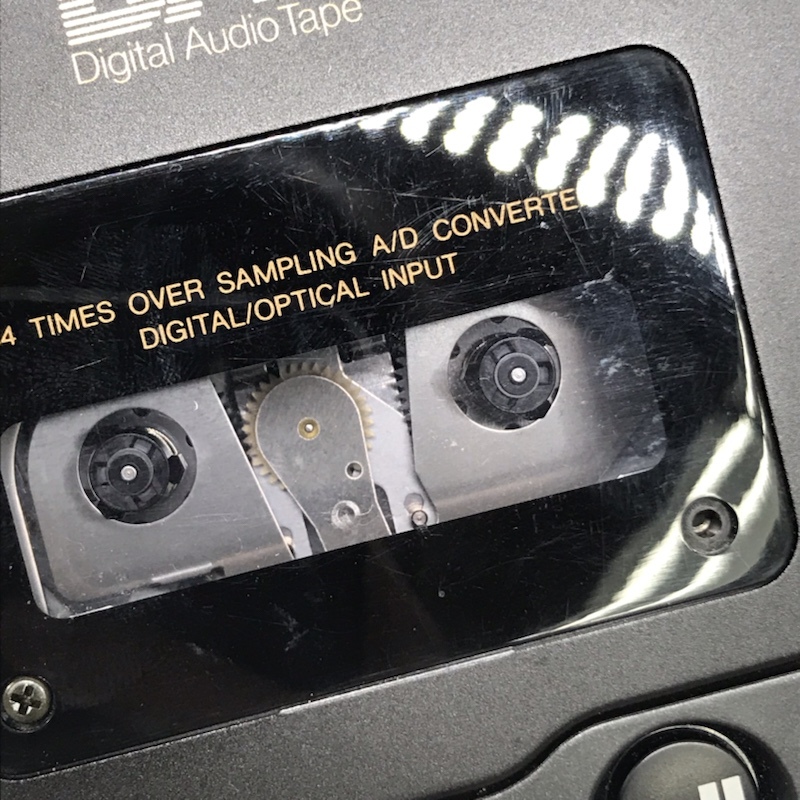 Digital Audio Tape
4 TIMES OVER SAMPLING A/D CONVERTE
DIGITAL/OPTICAL INPUT